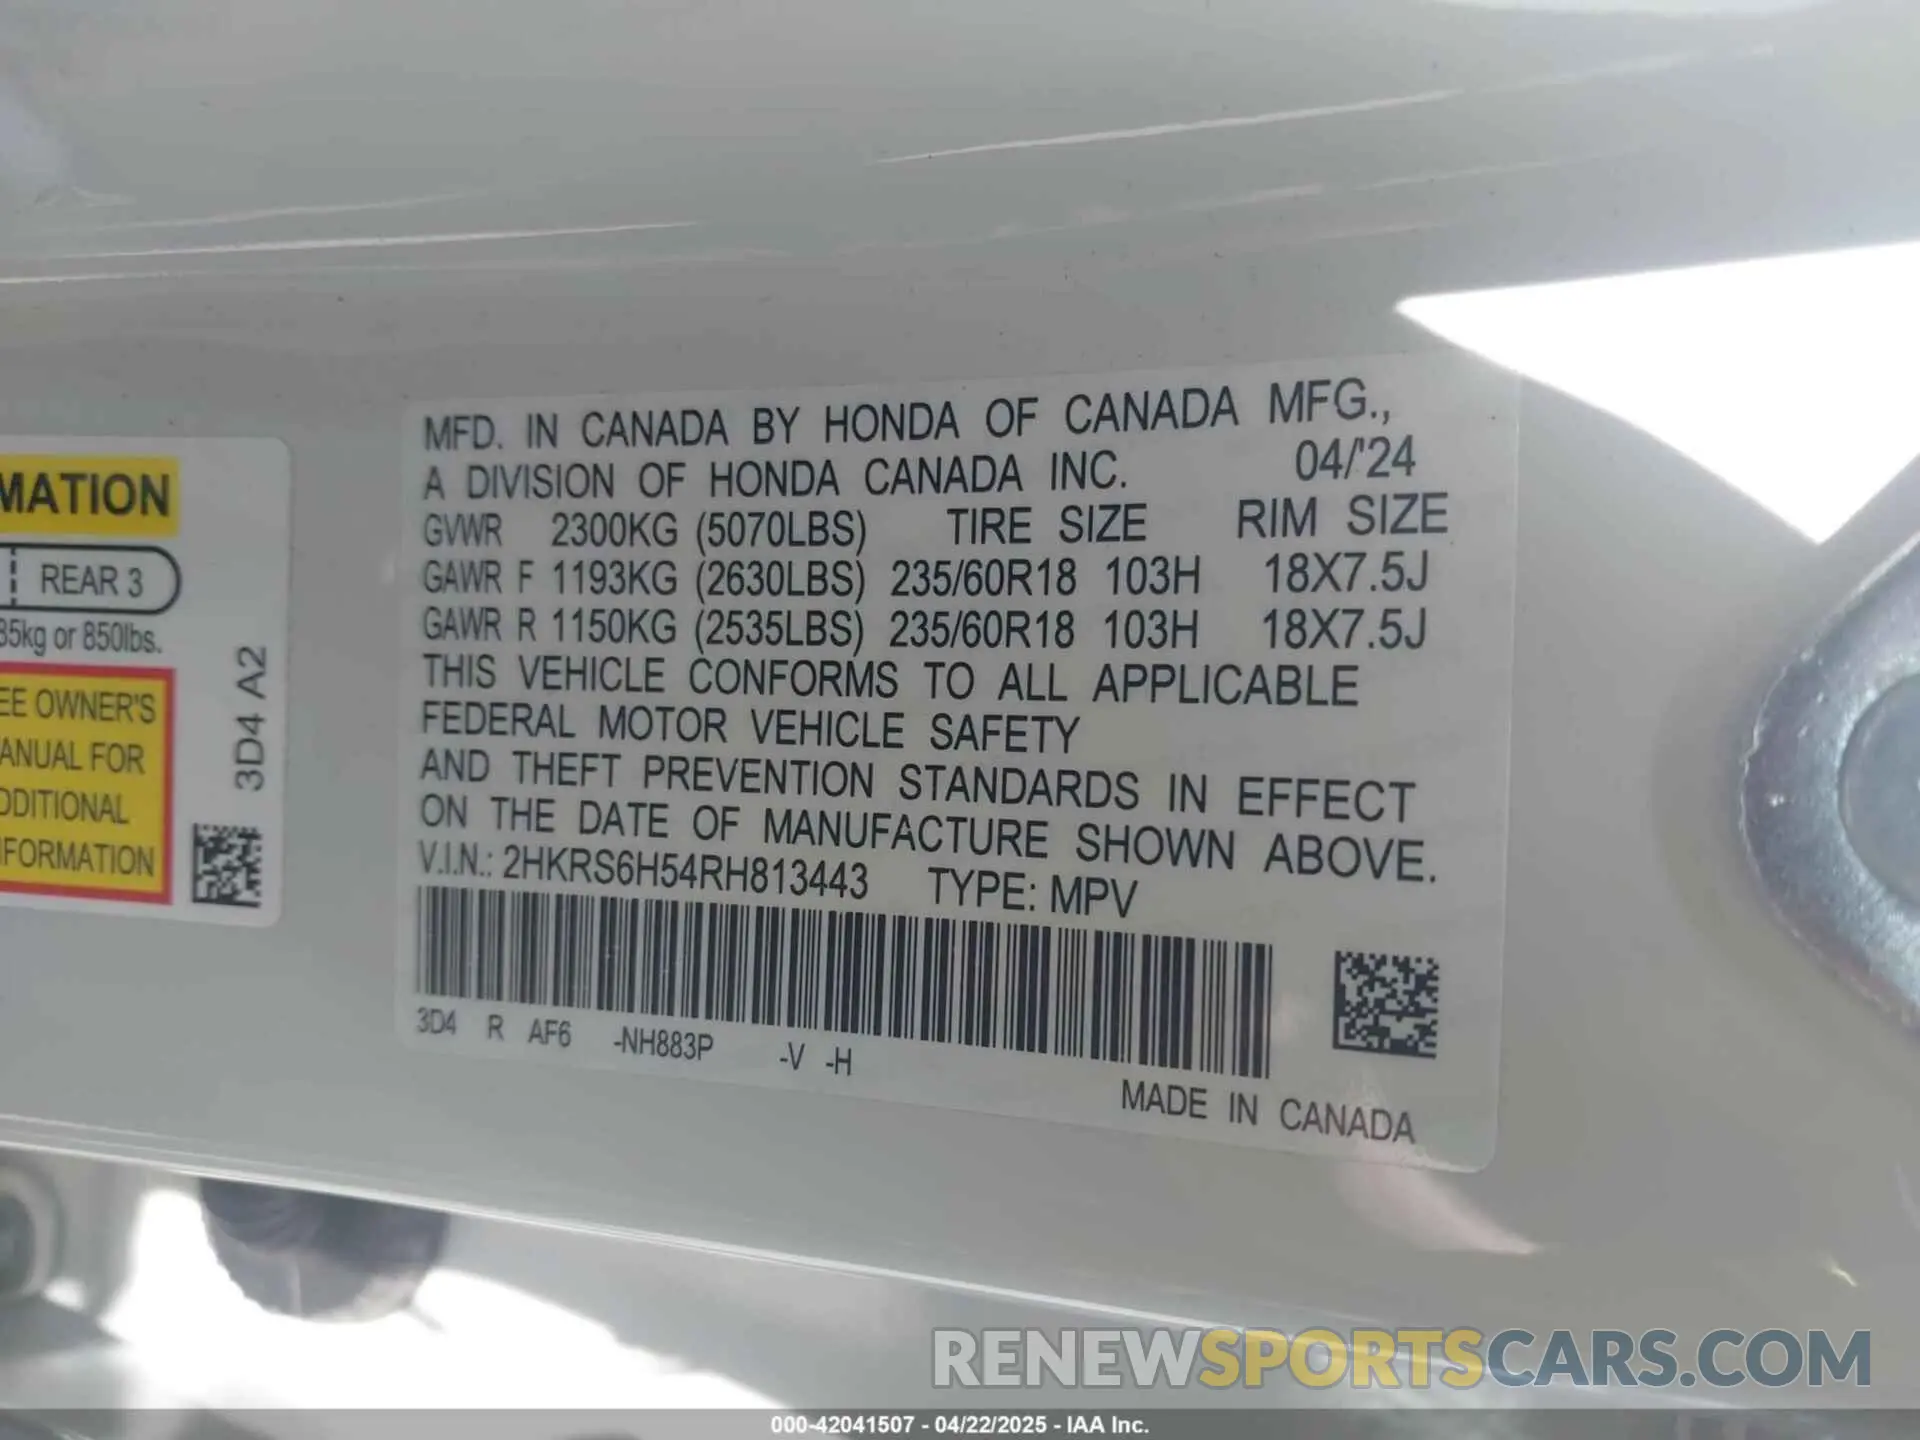 MATION
REAR 3
85kg or 850lbs.
EE OWNER'S
ANUAL FOR
DDITIONAL
FORMATION
3D4 A2
MFD. IN CANADA BY HONDA OF CANADA MFG.,
A DIVISION OF HONDA CANADA INC. 04/'24
GVWR 2300KG (5070LBS) TIRE SIZE RIM SIZE
GAWR F 1193KG (2630LBS) 235/60R18 103H 18X7.5J
GAWR R 1150KG (2535LBS) 235/60R18 103H 18X7.5J
THIS VEHICLE CONFORMS TO ALL APPLICABLE
FEDERAL MOTOR VEHICLE SAFETY
AND THEFT PREVENTION STANDARDS IN EFFECT
ON THE DATE OF MANUFACTURE SHOWN ABOVE.
V.I.N.: 2HKRS6H54RH813443 TYPE: MPV
3D4 R AF6 -NH883P -V -H
MADE IN CANADA
RENEWSPORTSCARS.COM
000-42041507 - 04/22/2025 - IAA Inc.